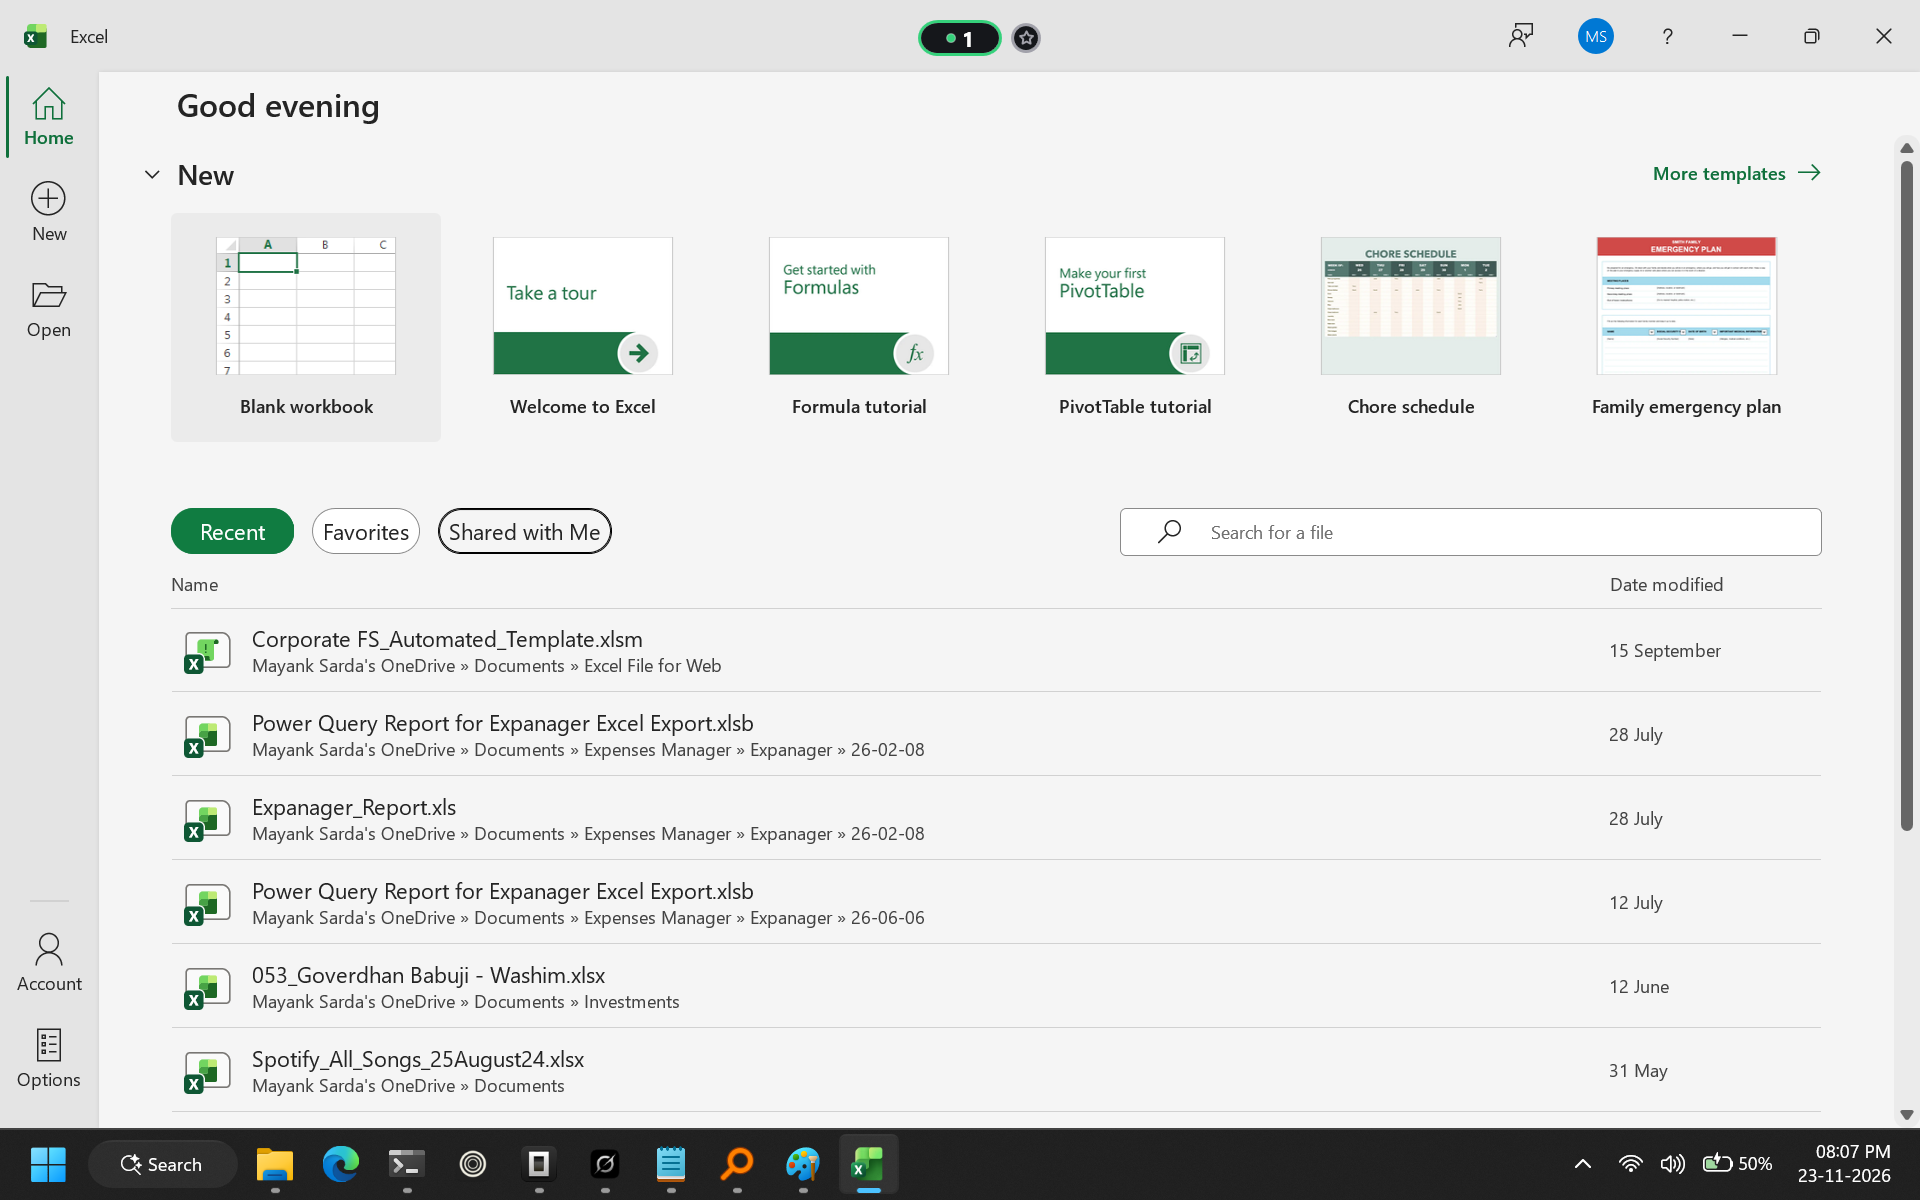 Excel
1
MS
?
Home
New
Open
Account
Options
Good evening
New
More templates
A B C
1
2
3
4
5
6
7
Blank workbook
Take a tour
Welcome to Excel
Get started with
Formulas
fx
Formula tutorial
Make your first
PivotTable
PivotTable tutorial
CHORE SCHEDULE
Chore schedule
SMITH FAMILY
EMERGENCY PLAN
Family emergency plan
Recent
Favorites
Shared with Me
Search for a file
Name
Date modified
Corporate FS_Automated_Template.xlsm
Mayank Sarda's OneDrive » Documents » Excel File for Web
15 September
Power Query Report for Expanager Excel Export.xlsb
Mayank Sarda's OneDrive » Documents » Expenses Manager » Expanager » 26-02-08
28 July
Expanager_Report.xls
Mayank Sarda's OneDrive » Documents » Expenses Manager » Expanager » 26-02-08
28 July
Power Query Report for Expanager Excel Export.xlsb
Mayank Sarda's OneDrive » Documents » Expenses Manager » Expanager » 26-06-06
12 July
053_Goverdhan Babuji - Washim.xlsx
Mayank Sarda's OneDrive » Documents » Investments
12 June
Spotify_All_Songs_25August24.xlsx
Mayank Sarda's OneDrive » Documents
31 May
Search
50%
08:07 PM
23-11-2026